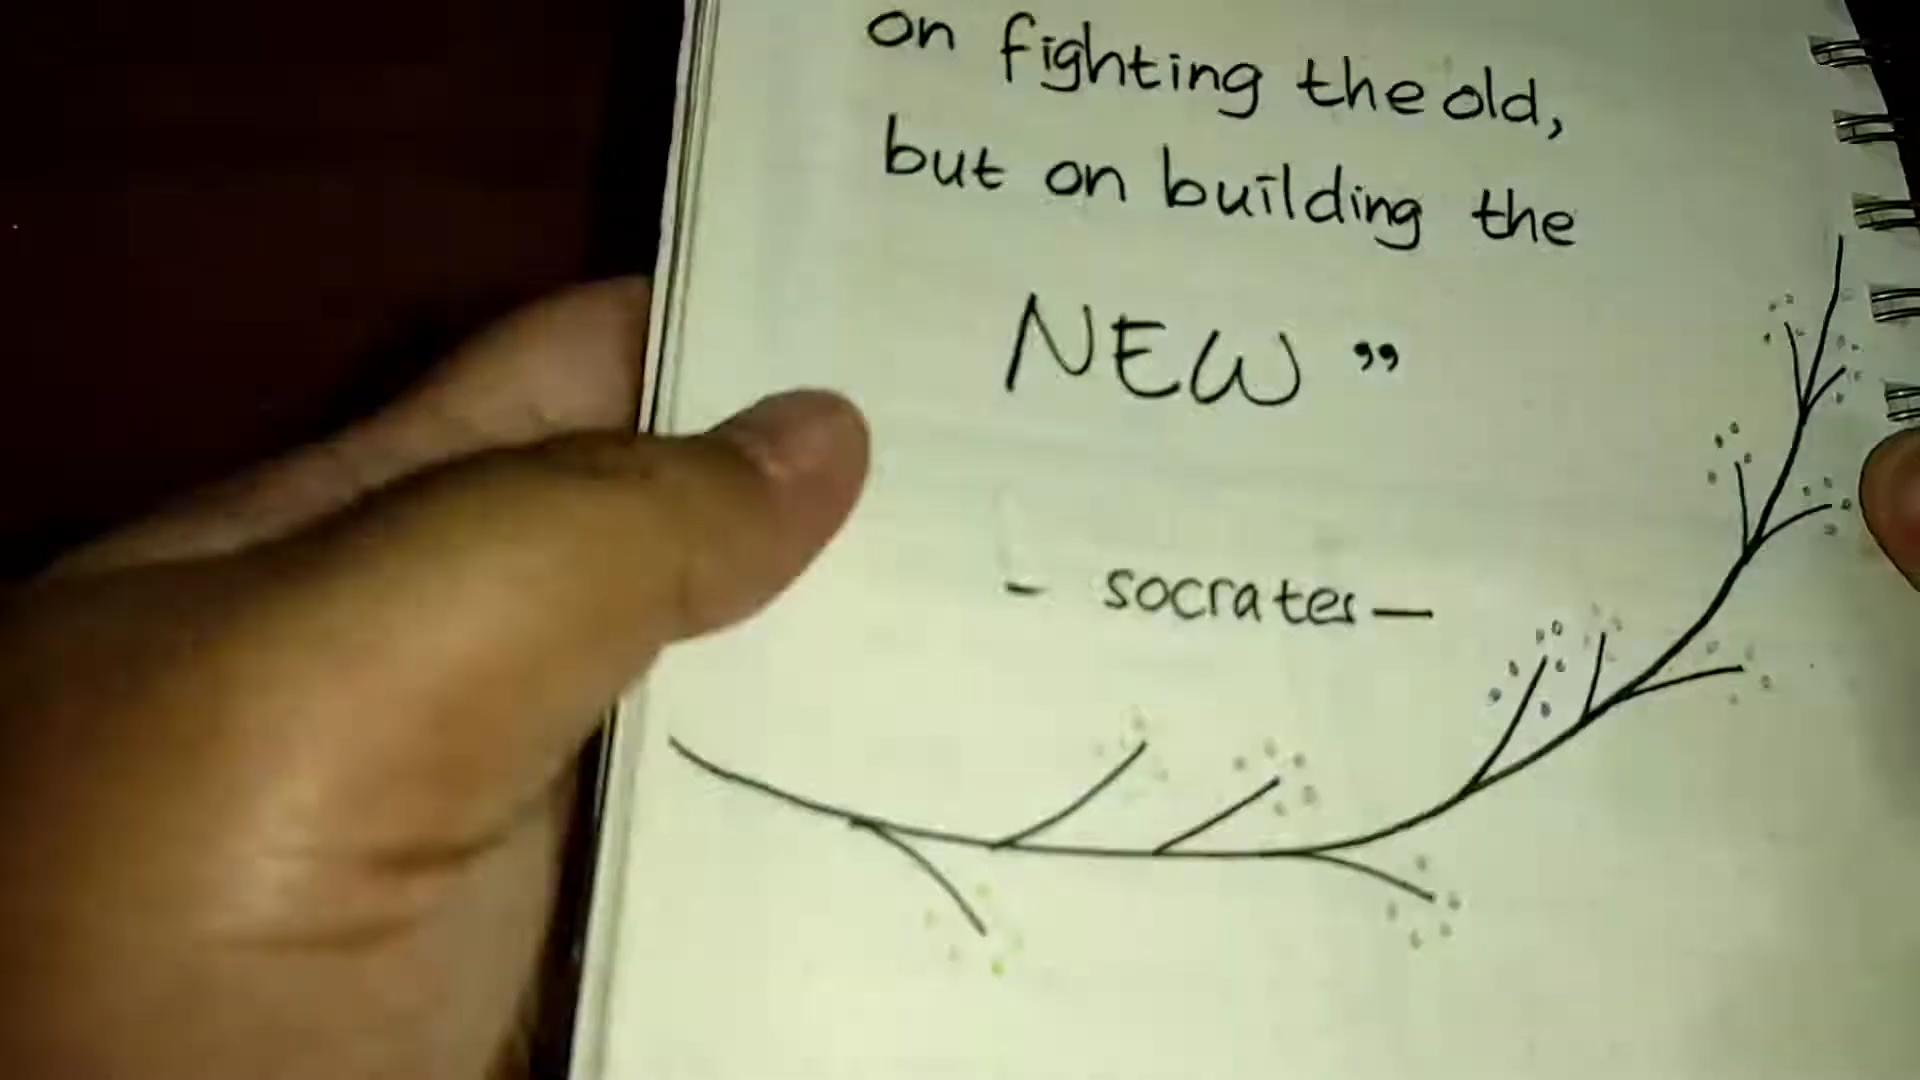 on fighting the old,
but on building the
NEW ”
- socrates —